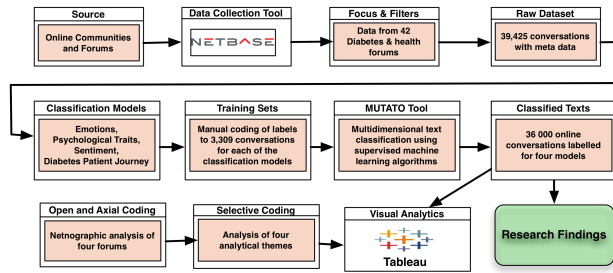 Source
Online Communities
and Forums
Data Collection Tool
NETBASE
Focus & Filters
Data from 42
Diabetes & health
forums
Raw Dataset
39,425 conversations
with meta data
Classification Models
Emotions,
Psychological Traits,
Sentiment,
Diabetes Patient Journey
Training Sets
Manual coding of labels
to 3,309 conversations
for each of the
classification models
MUTATO Tool
Multidimensional text
classification using
supervised machine
learning algorithms
Classified Texts
36 000 online
conversations labelled
for four models
Open and Axial Coding
Netnographic analysis of
four forums
Selective Coding
Analysis of four
analytical themes
Visual Analytics
Tableau
Research Findings